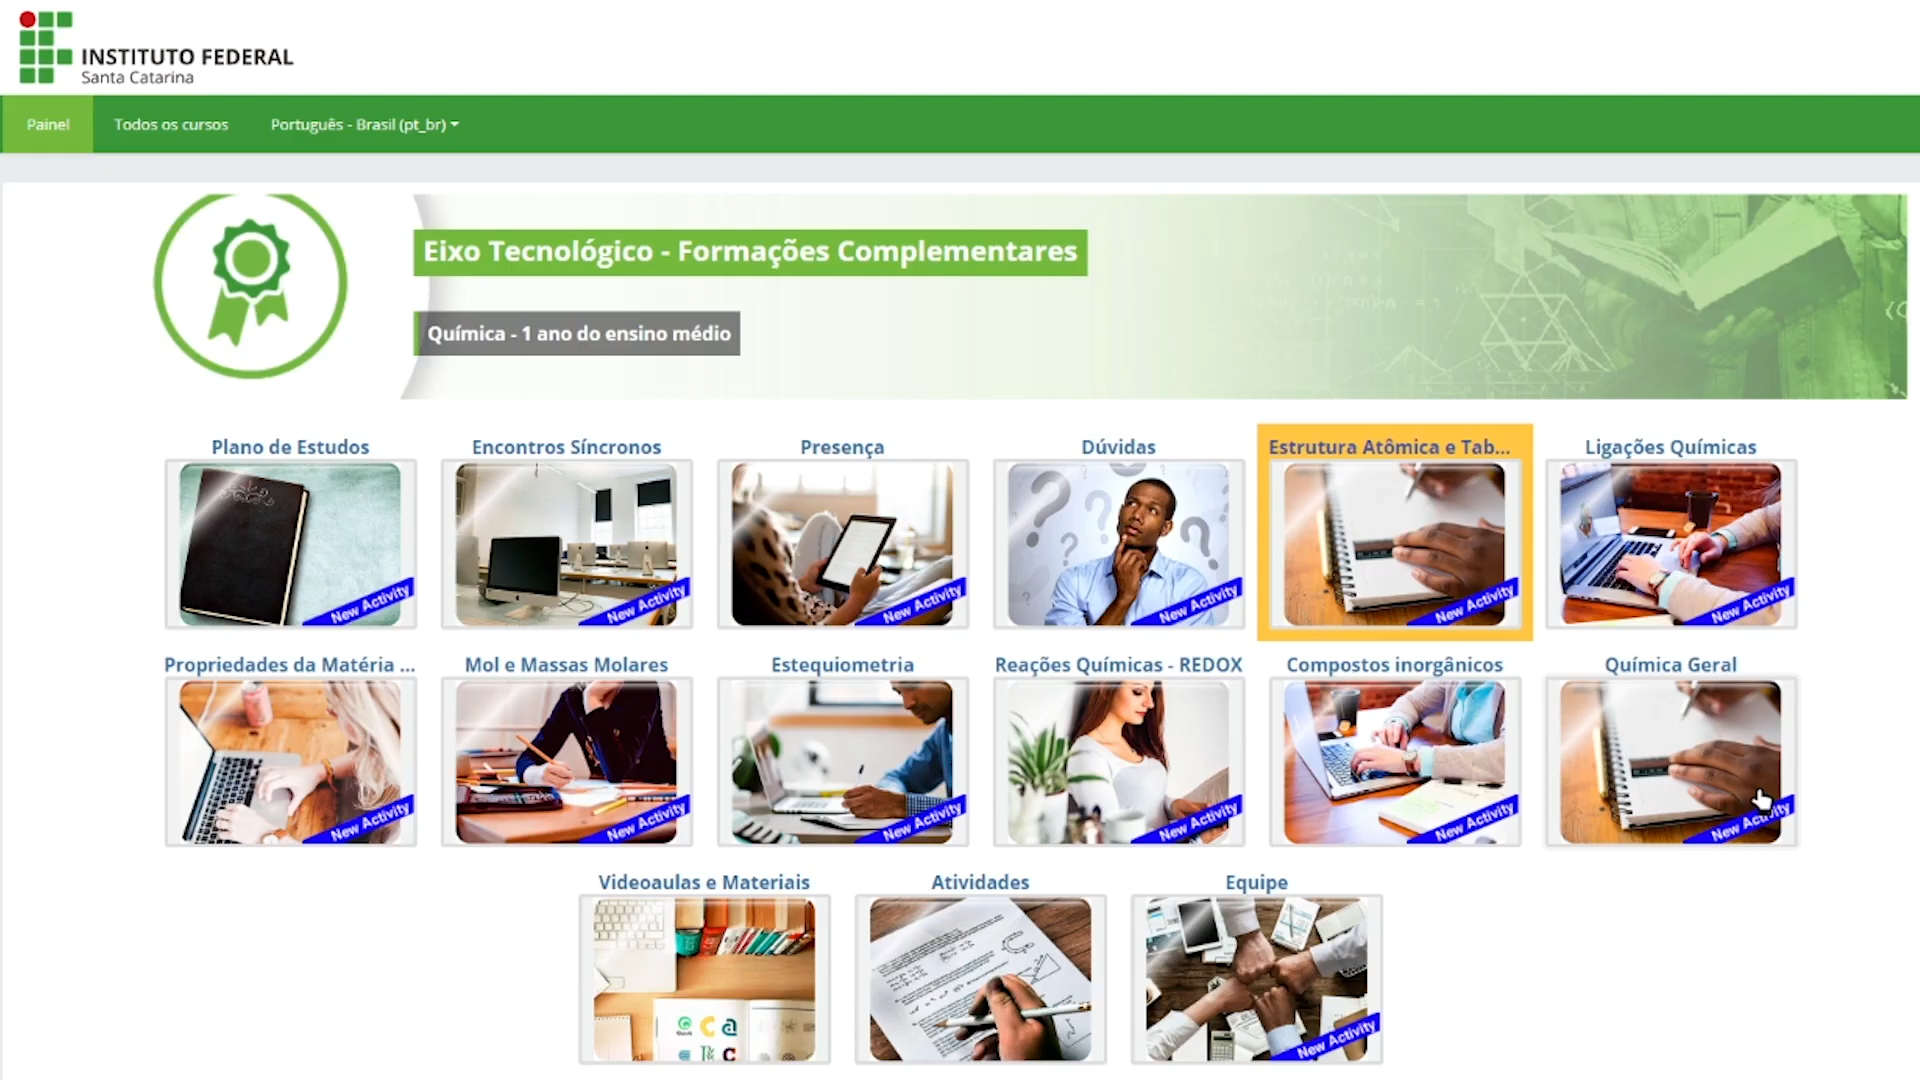 INSTITUTO FEDERAL
Santa Catarina
Painel
Todos os cursos
Português - Brasil (pt_br)
Eixo Tecnológico - Formações Complementares
Química - 1 ano do ensino médio
Plano de Estudos
Encontros Síncronos
Presença
Dúvidas
Estrutura Atômica e Tab...
Ligações Químicas
New Activity
New Activity
New Activity
New Activity
New Activity
New Activity
Propriedades da Matéria ...
Mol e Massas Molares
Estequiometria
Reações Químicas - REDOX
Compostos inorgânicos
Química Geral
New Activity
New Activity
New Activity
New Activity
New Activity
New Activity
Videoaulas e Materiais
Atividades
Equipe
New Activity